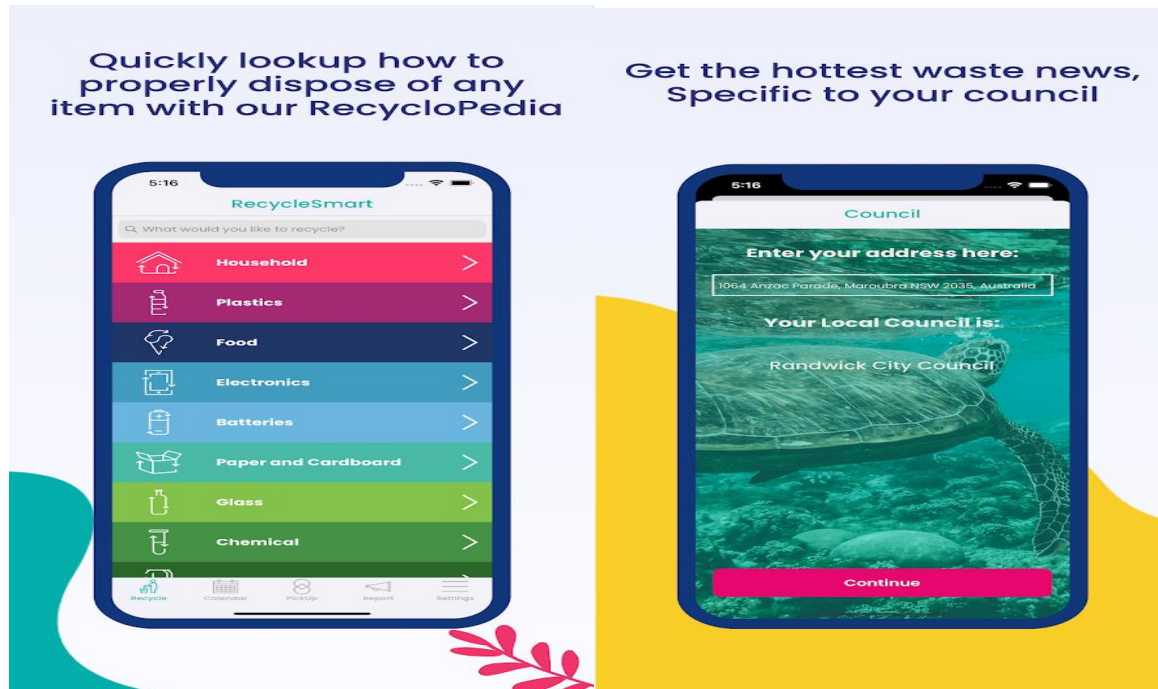 Quickly lookup how to
properly dispose of any
item with our RecycloPedia
5:16
RecycleSmart
What would you like to recycle?
Household
Plastics
Food
Electronics
Batteries
Paper and Cardboard
Glass
Chemical
Recycle
Calendar
PickUp
Report
Settings
Get the hottest waste news,
Specific to your council
5:16
Council
Enter your address here:
1064 Anzac Parade, Maroubra NSW 2035, Australia
Your Local Council is:
Randwick City Council
Continue